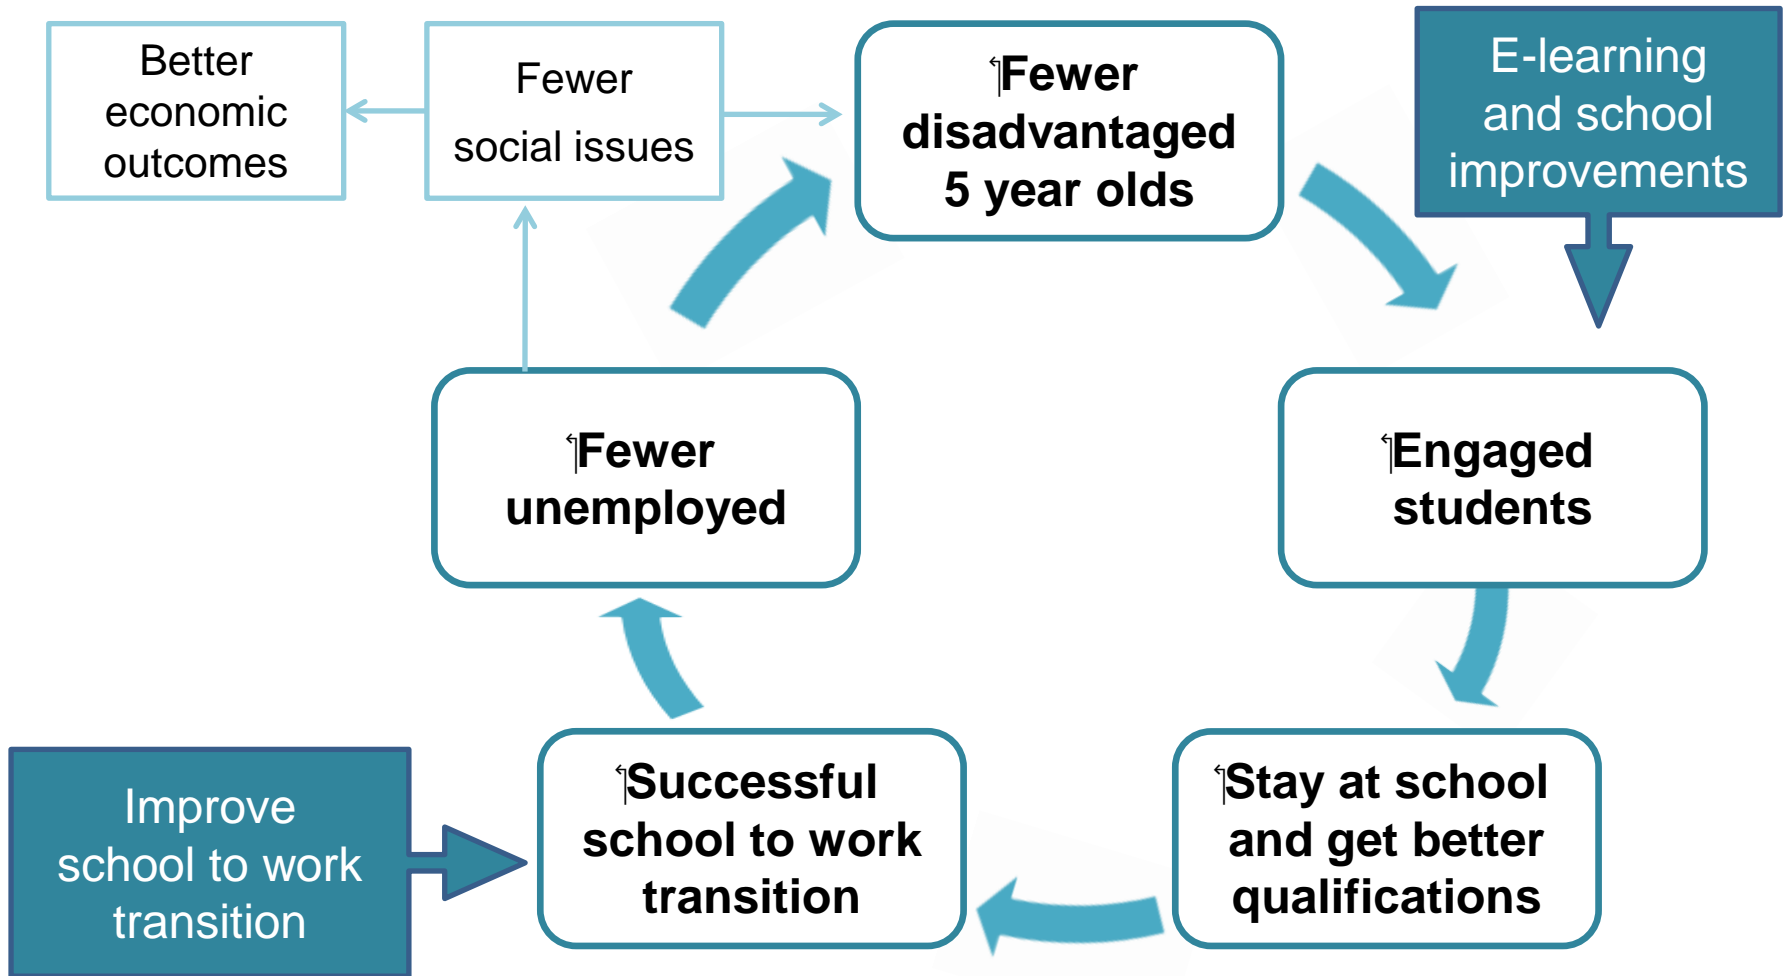 Better
economic
outcomes
Fewer
social issues
Fewer
disadvantaged
5 year olds
E-learning
and school
improvements
Fewer
unemployed
Engaged
students
Improve
school to work
transition
Successful
school to work
transition
Stay at school
and get better
qualifications